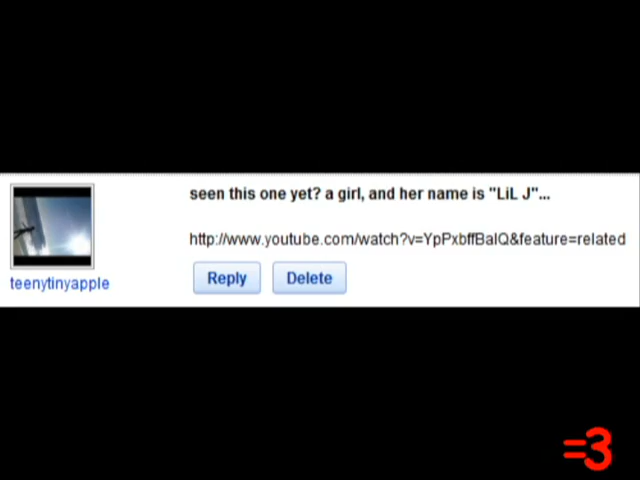 seen this one yet? a girl, and her name is "LiL J"...
http://www.youtube.com/watch?v=YpPxbffBalQ&feature=related
teenytinyapple
Reply Delete
=3